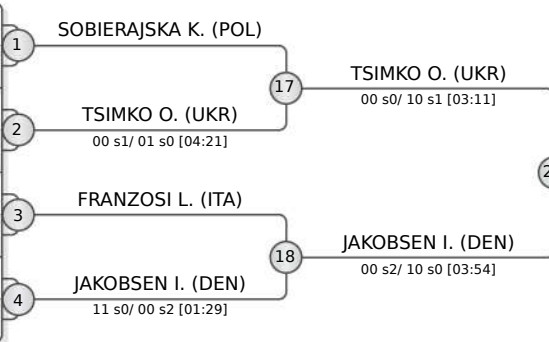 SOBIERAJSKA K. (POL)
1
17
TSIMKO O. (UKR)
00 s0/ 10 s1 [03:11]
TSIMKO O. (UKR)
2
00 s1/ 01 s0 [04:21]
FRANZOSI L. (ITA)
3
18
JAKOBSEN I. (DEN)
00 s2/ 10 s0 [03:54]
JAKOBSEN I. (DEN)
4
11 s0/ 00 s2 [01:29]